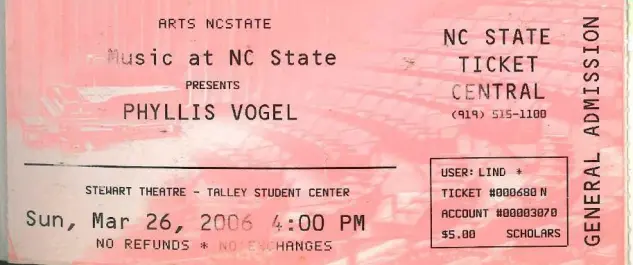 ARTS NCSTATE
Music at NC State
PRESENTS
PHYLLIS VOGEL
STEWART THEATRE - TALLEY STUDENT CENTER
Sun, Mar 26, 2006 4:00 PM
NO REFUNDS * NO EXCHANGES
NC STATE
TICKET
CENTRAL
(919) 515-1100
USER: LIND *
TICKET #000680 N
ACCOUNT #00003070
$5.00 SCHOLARS
GENERAL ADMISSION